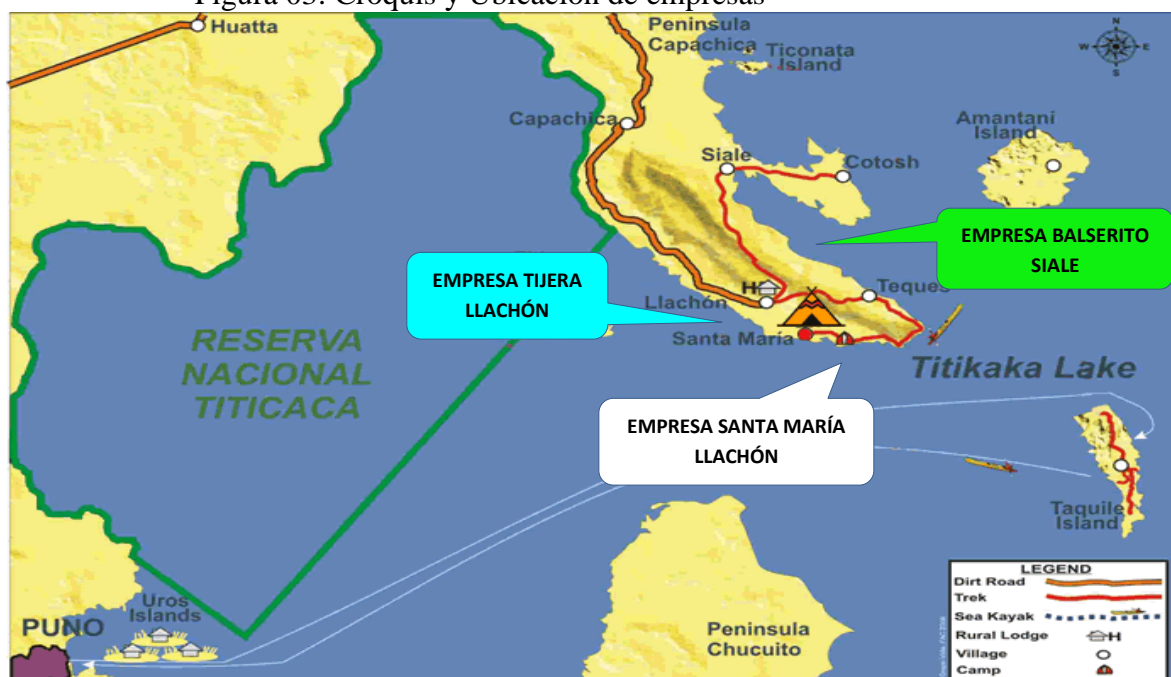 Figura 03: Croquis y Ubicación de empresas
Huatta
Peninsula
Capachica
Ticonata
Island
N
W
E
S
Capachica
Amantani
Island
Siale
Cotosh
EMPRESA BALSERITO
SIALE
EMPRESA TIJERA
LLACHÓN
H
Llachón
Teques
Santa María
RESERVA
NACIONAL
TITICACA
Titikaka Lake
EMPRESA SANTA MARÍA
LLACHÓN
Taquile
Island
Uros
Islands
PUNO
Peninsula
Chucuito
LEGEND
Dirt Road
Trek
Sea Kayak
Rural Lodge
H
Village
Camp